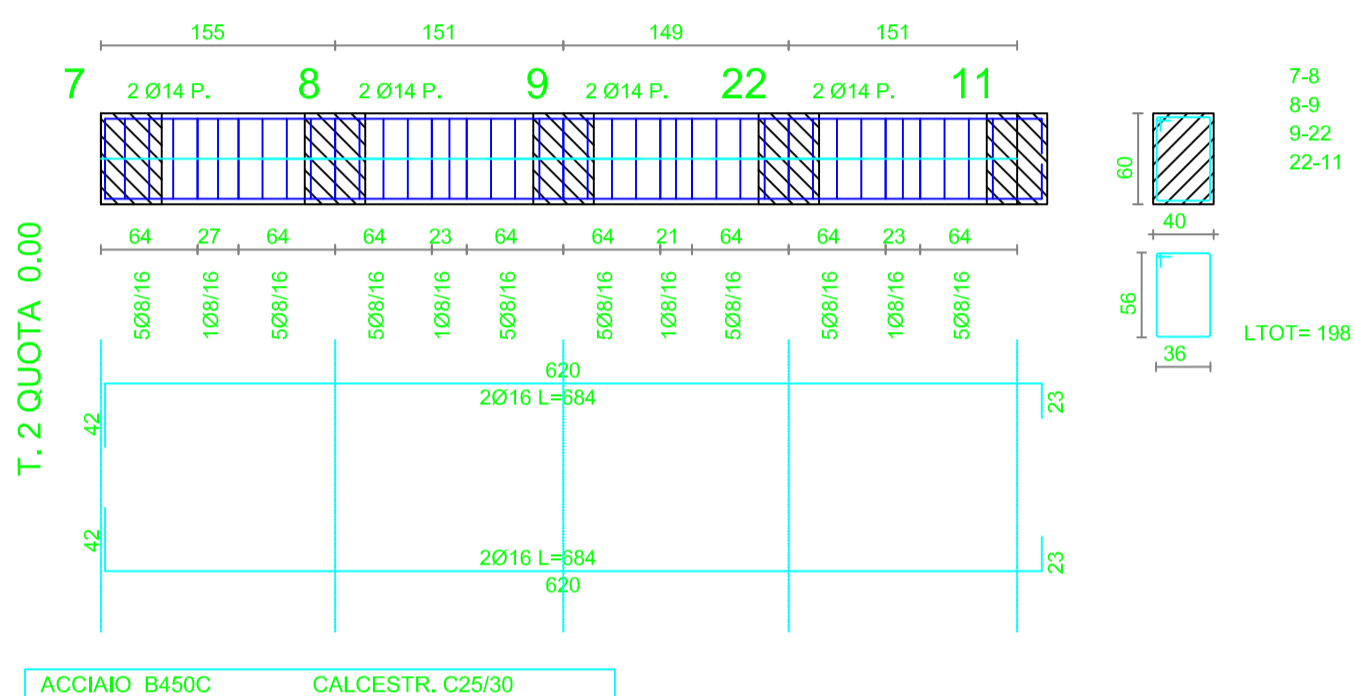 155 151 149 151
7 2 Ø14 P. 8 2 Ø14 P. 9 2 Ø14 P. 22 2 Ø14 P. 11
7-8
8-9
9-22
22-11
60
40
64 27 64 64 23 64 64 21 64 64 23 64
5Ø8/16 1Ø8/16 5Ø8/16 5Ø8/16 1Ø8/16 5Ø8/16 5Ø8/16 1Ø8/16 5Ø8/16 5Ø8/16 1Ø8/16 5Ø8/16
56
36
LTOT= 198
T. 2 QUOTA 0.00
620
2Ø16 L=684
42
23
42
2Ø16 L=684
23
620
ACCIAIO B450C CALCESTR. C25/30